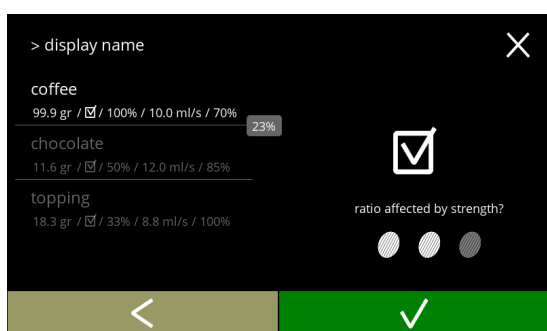 > display name
coffee
99.9 gr / ☑ / 100% / 10.0 ml/s / 70%
23%
chocolate
11.6 gr / ☑ / 50% / 12.0 ml/s / 85%
topping
18.3 gr / ☑ / 33% / 8.8 ml/s / 100%
ratio affected by strength?